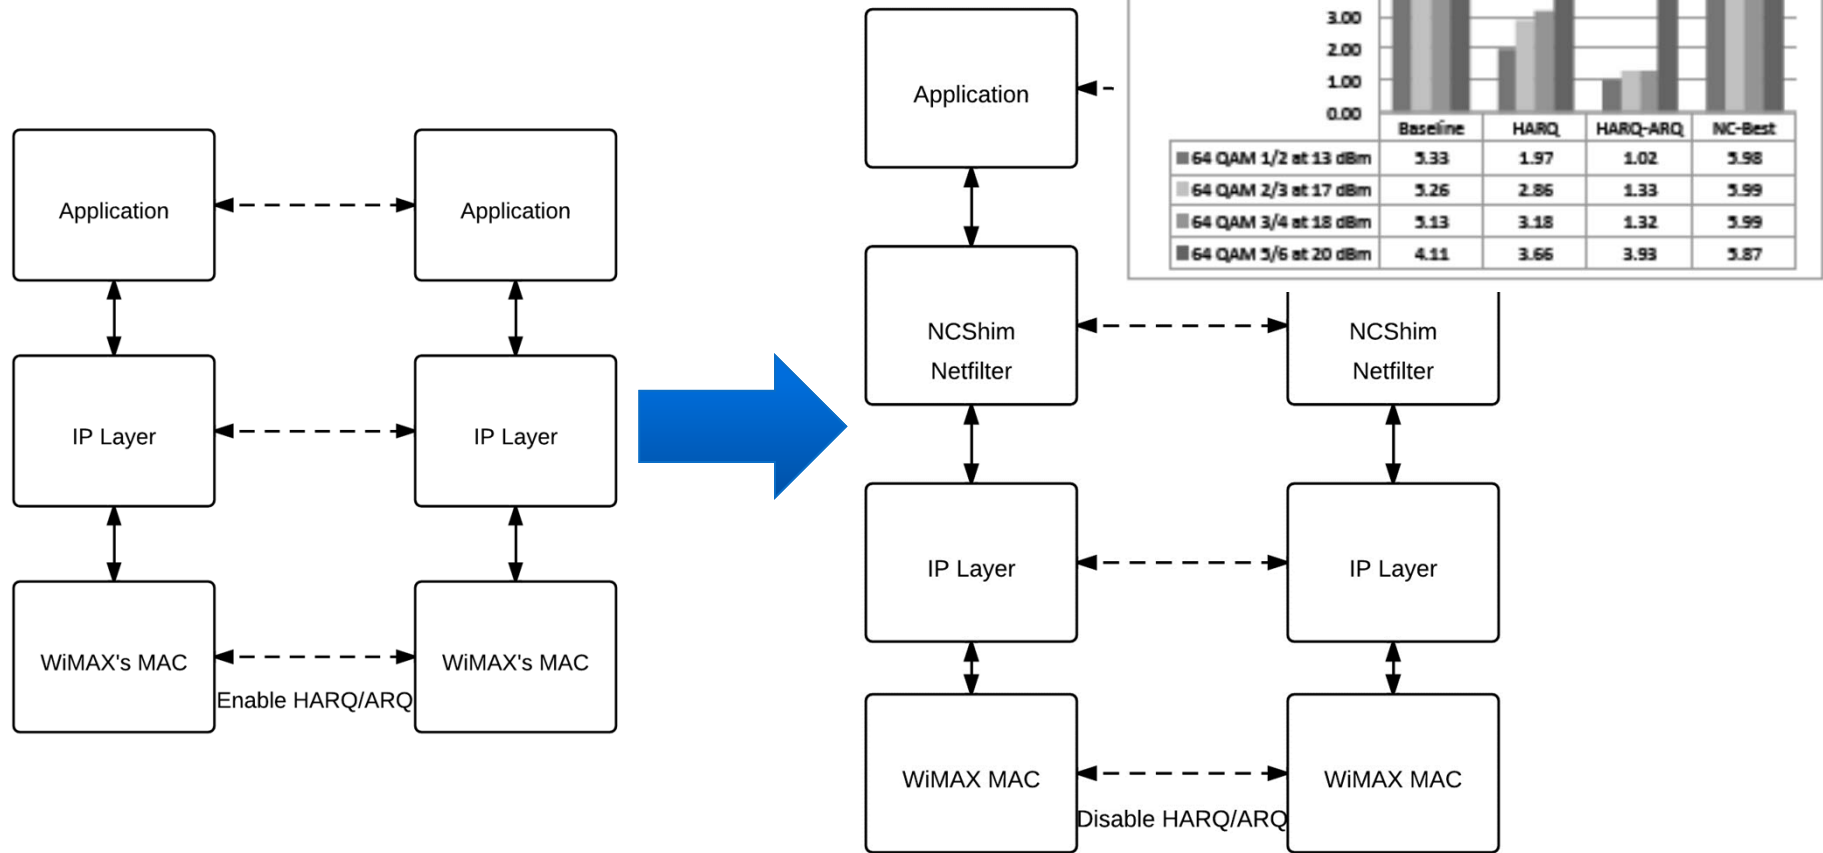 Application
Application
IP Layer
IP Layer
WiMAX's MAC
WiMAX's MAC
Enable HARQ/ARQ
Application
NCShim
Netfilter
NCShim
Netfilter
IP Layer
IP Layer
WiMAX MAC
WiMAX MAC
Disable HARQ/ARQ
3.00
2.00
1.00
0.00
Baseline HARQ HARQ-ARQ NC-Best
64 QAM 1/2 at 13 dBm 5.33 1.97 1.02 5.98
64 QAM 2/3 at 17 dBm 5.26 2.86 1.33 5.99
64 QAM 3/4 at 18 dBm 5.13 3.18 1.32 5.99
64 QAM 5/6 at 20 dBm 4.11 3.66 3.93 5.87